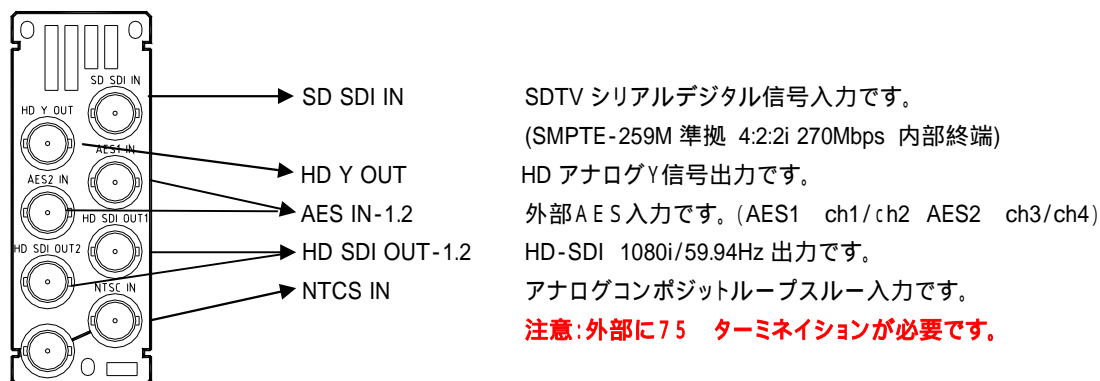 SD SDI IN
HD Y OUT
AES1 IN
AES2 IN
HD SDI OUT1
HD SDI OUT2
NTSC IN
SD SDI IN SDTV シリアルデジタル信号入力です。
(SMPTE-259M 準拠 4:2:2i 270Mbps 内部終端)
HD Y OUT HD アナログY信号出力です。
AES IN-1.2 外部AES入力です。(AES1 ch1/ch2 AES2 ch3/ch4)
HD SDI OUT-1.2 HD-SDI 1080i/59.94Hz 出力です。
NTCS IN アナログコンポジットループスルー入力です。
注意:外部に75 ターミネイションが必要です。